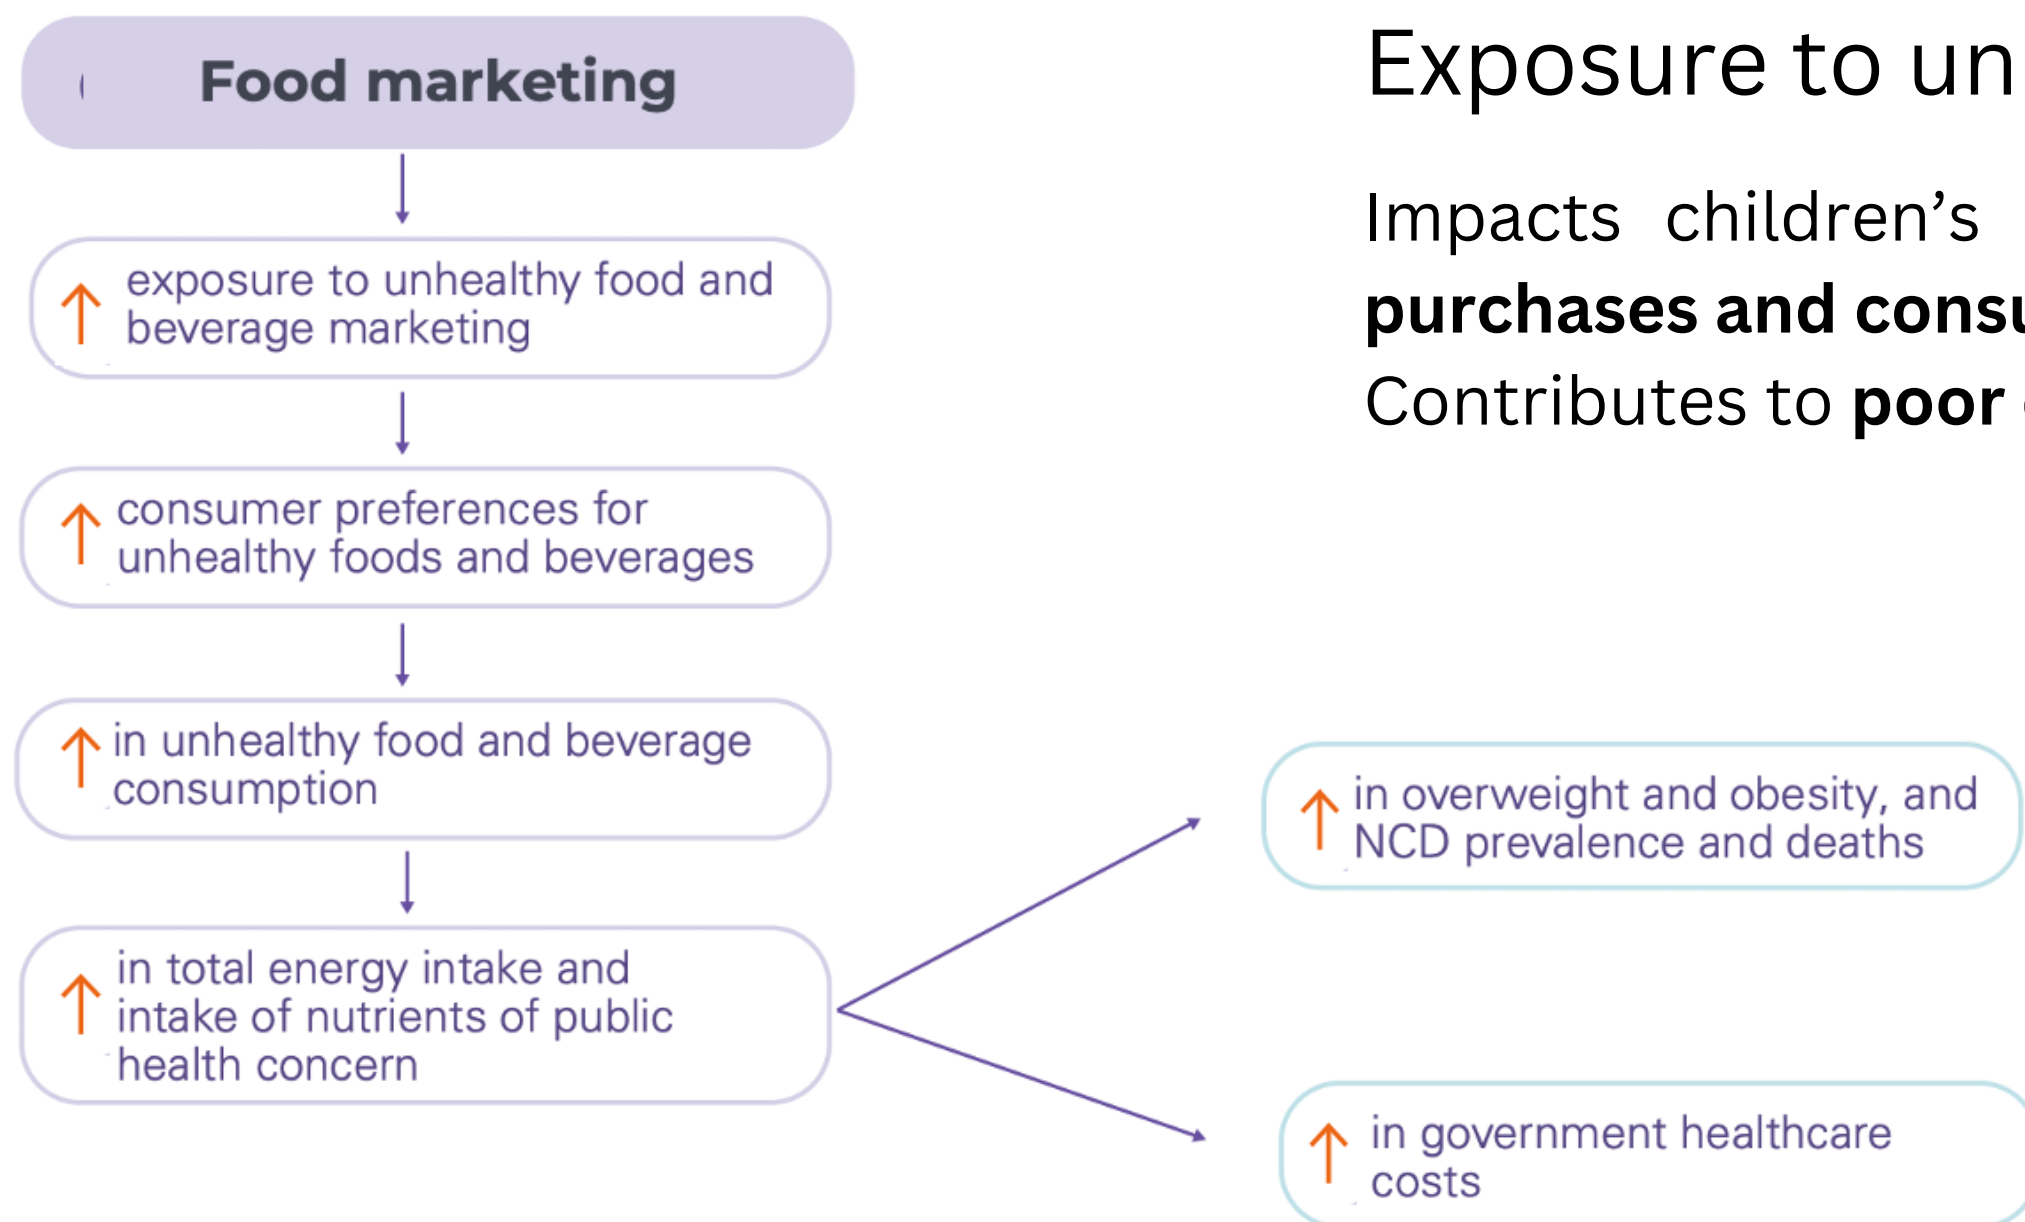 Food marketing
↑ exposure to unhealthy food and
beverage marketing
↑ consumer preferences for
unhealthy foods and beverages
↑ in unhealthy food and beverage
consumption
↑ in total energy intake and
intake of nutrients of public
health concern
↑ in overweight and obesity, and
NCD prevalence and deaths
↑ in government healthcare
costs
Exposure to un
Impacts children’s
purchases and consu
Contributes to poor